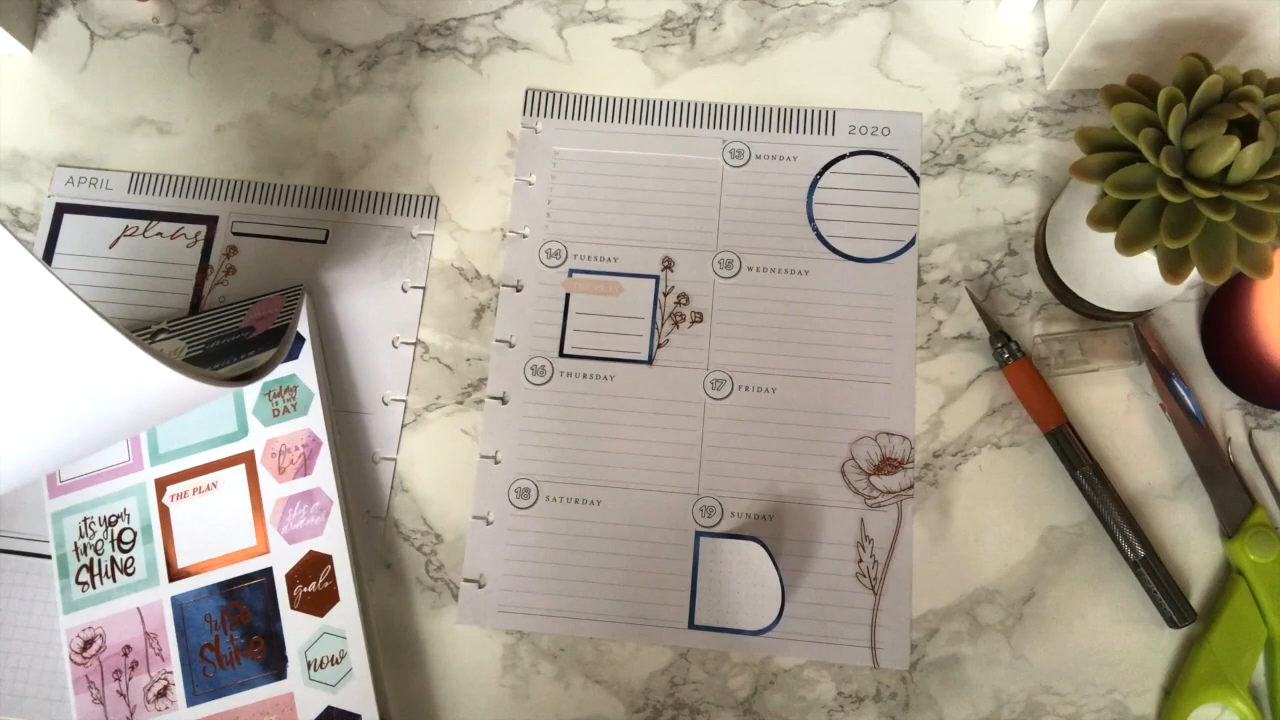 APRIL
plans
2020
13 MONDAY
14 TUESDAY
15 WEDNESDAY
16 THURSDAY
17 FRIDAY
18 SATURDAY
19 SUNDAY
today
IS THE
DAY
THE PLAN
it's your
time to
SHINE
goals
rise
&
Shine
now